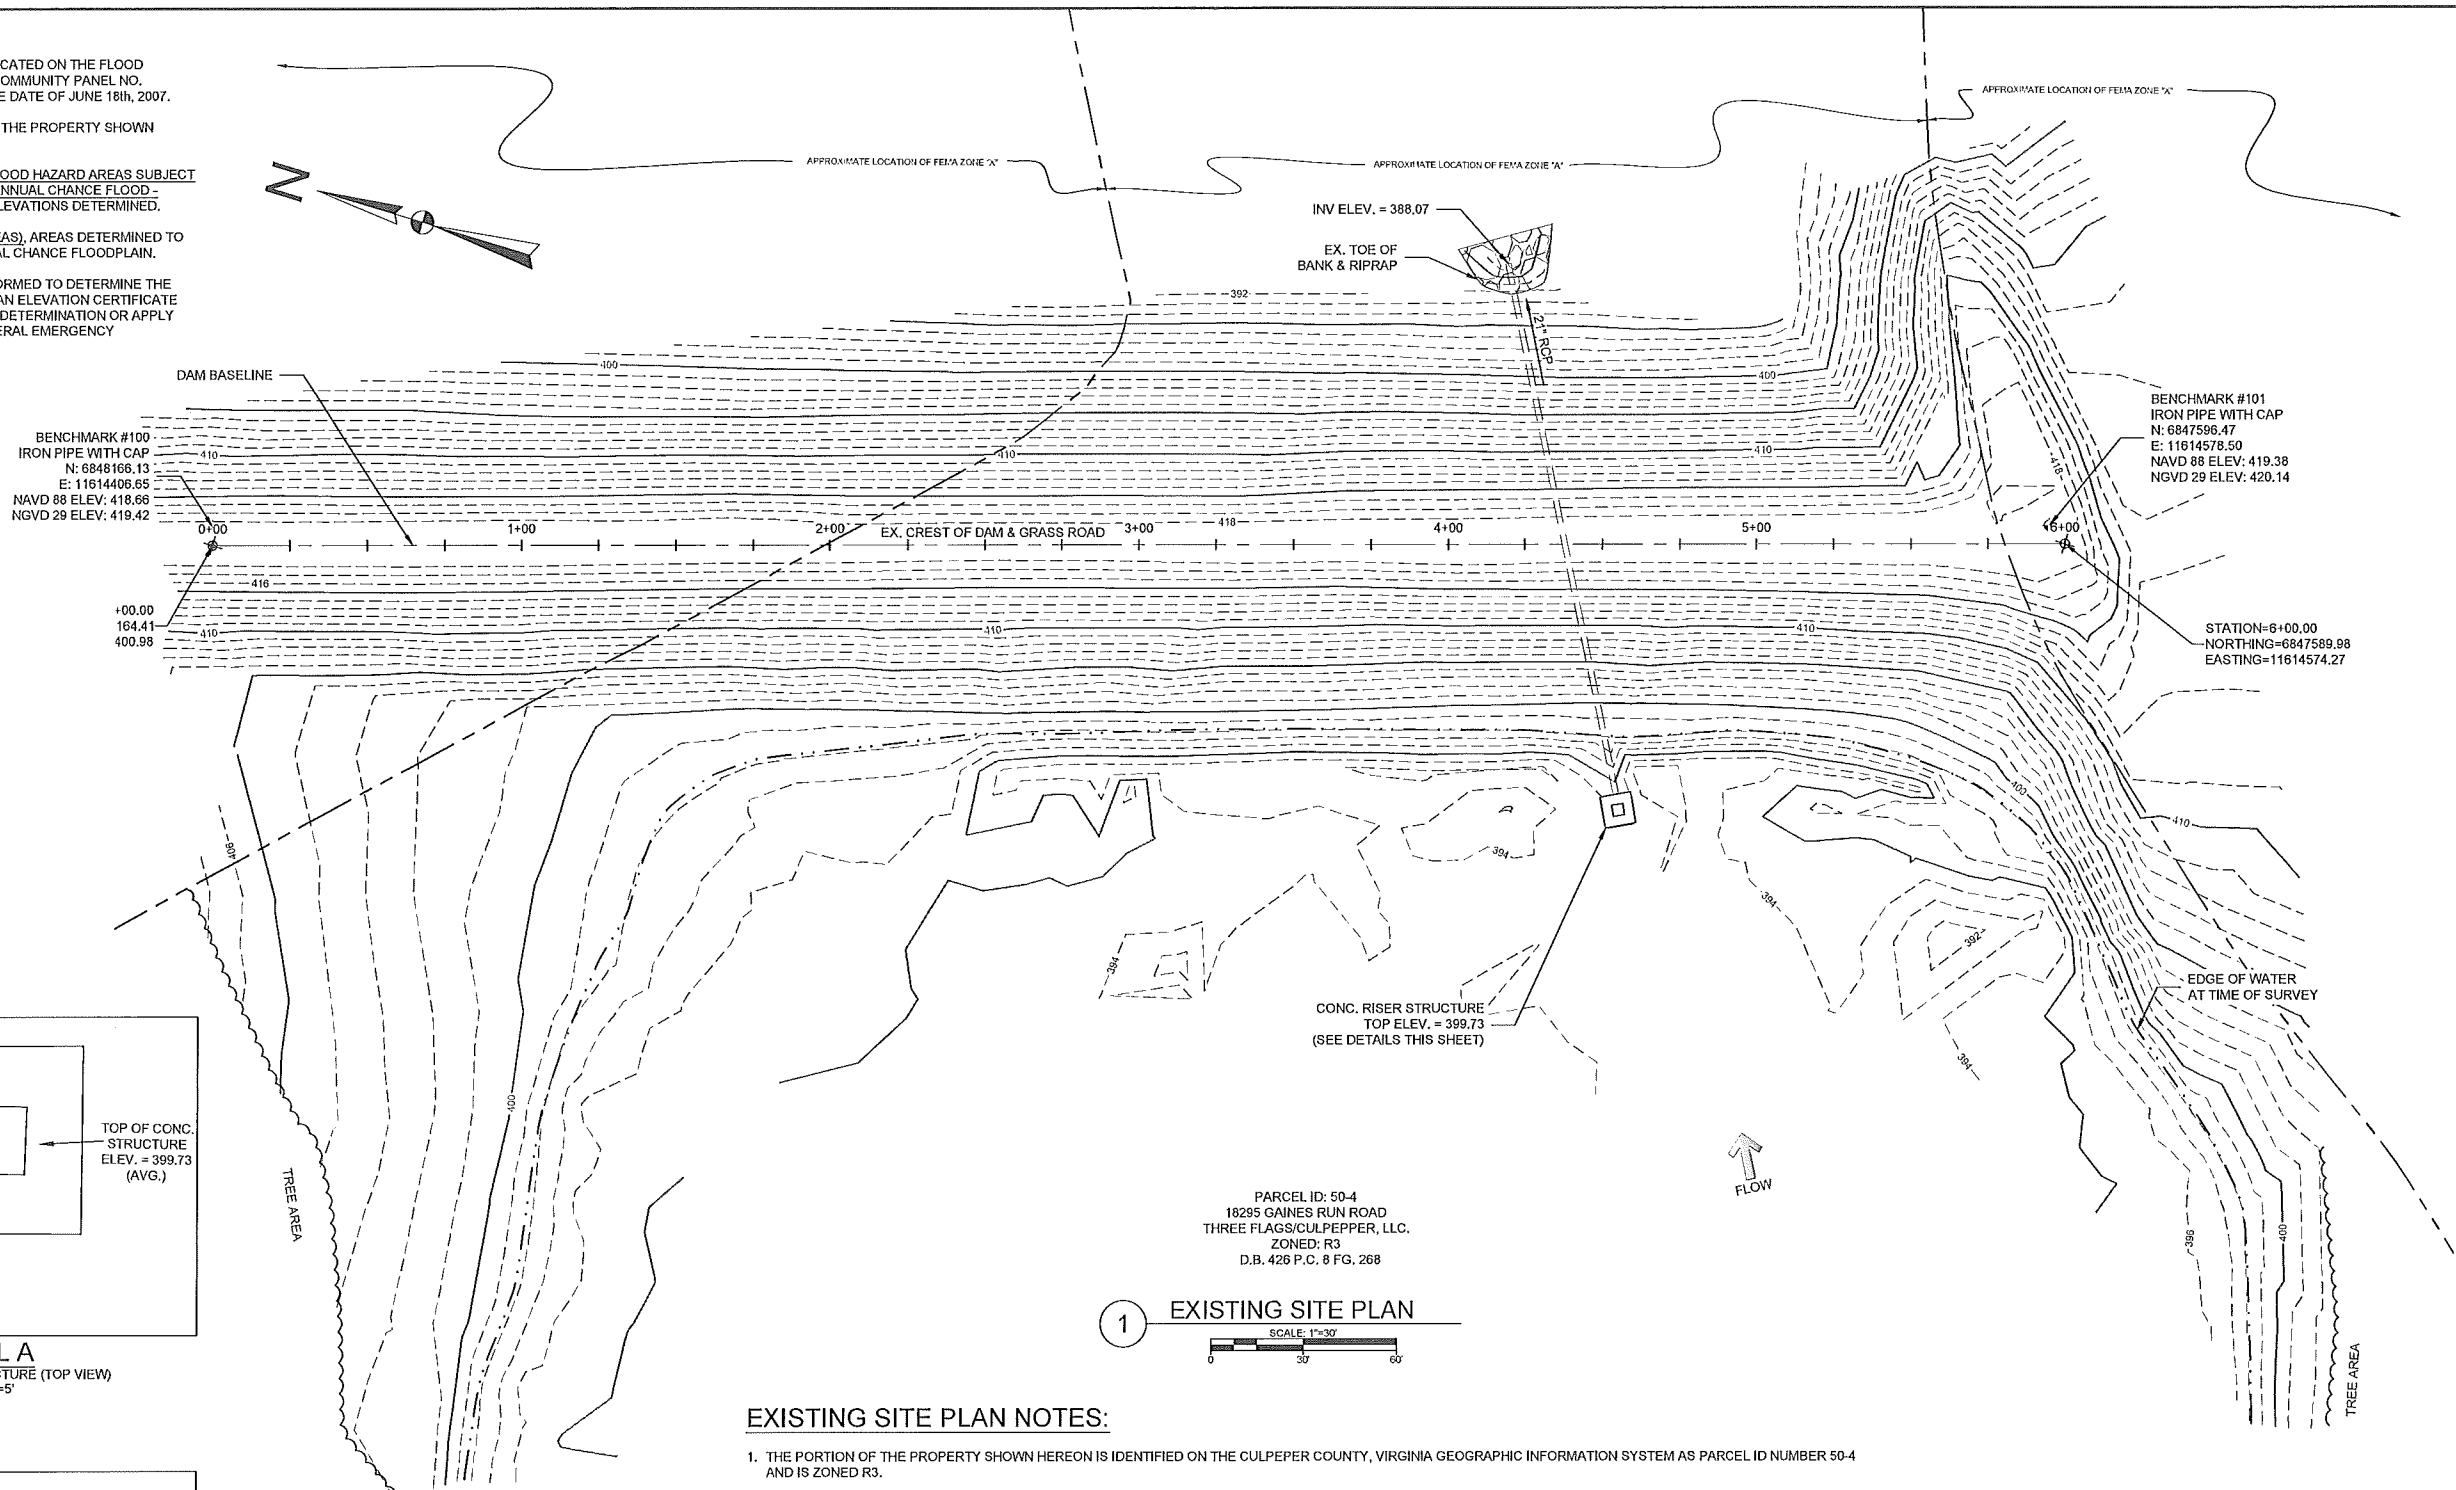 CATED ON THE FLOOD
OMMUNITY PANEL NO.
E DATE OF JUNE 18th, 2007.
THE PROPERTY SHOWN
OOD HAZARD AREAS SUBJECT
ANNUAL CHANCE FLOOD -
LEVATIONS DETERMINED.
EAS), AREAS DETERMINED TO
AL CHANCE FLOODPLAIN.
ORMED TO DETERMINE THE
AN ELEVATION CERTIFICATE
DETERMINATION OR APPLY
ERAL EMERGENCY
N
APPROXIMATE LOCATION OF FEMA ZONE "X"
APPROXIMATE LOCATION OF FEMA ZONE "A"
APPROXIMATE LOCATION OF FEMA ZONE "X"
INV ELEV. = 388.07
EX. TOE OF
BANK & RIPRAP
392
21" RCP
400
400
DAM BASELINE
BENCHMARK #100
IRON PIPE WITH CAP
N: 6848166.13
E: 11614406.65
NAVD 88 ELEV: 418.66
NGVD 29 ELEV: 419.42
410
410
410
418
BENCHMARK #101
IRON PIPE WITH CAP
N: 6847596.47
E: 11614578.50
NAVD 88 ELEV: 419.38
NGVD 29 ELEV: 420.14
0+00
1+00
2+00
EX. CREST OF DAM & GRASS ROAD
3+00
418
4+00
5+00
6+00
416
+00.00
164.41
400.98
410
410
410
STATION=6+00.00
NORTHING=6847589.98
EASTING=11614574.27
400
410
406
394
394
394
392
394
CONC. RISER STRUCTURE
TOP ELEV. = 399.73
(SEE DETAILS THIS SHEET)
EDGE OF WATER
AT TIME OF SURVEY
400
TOP OF CONC.
STRUCTURE
ELEV. = 399.73
(AVG.)
TREE AREA
FLOW
396
400
PARCEL ID: 50-4
18295 GAINES RUN ROAD
THREE FLAGS/CULPEPPER, LLC.
ZONED: R3
D.B. 426 P.C. 8 FG. 268
1
EXISTING SITE PLAN
SCALE: 1"=30'
0 30' 60'
L A
CTURE (TOP VIEW)
=5'
TREE AREA
EXISTING SITE PLAN NOTES:
1. THE PORTION OF THE PROPERTY SHOWN HEREON IS IDENTIFIED ON THE CULPEPER COUNTY, VIRGINIA GEOGRAPHIC INFORMATION SYSTEM AS PARCEL ID NUMBER 50-4
AND IS ZONED R3.